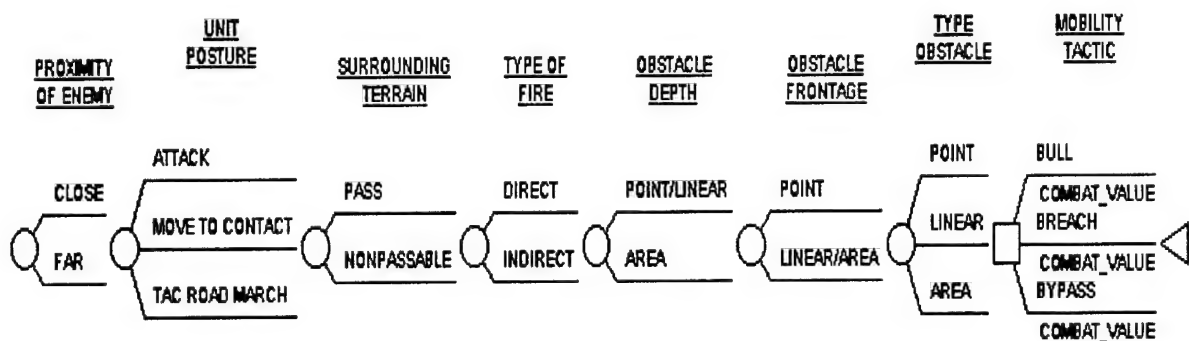 PROXIMITY
OF ENEMY
UNIT
POSTURE
SURROUNDING
TERRAIN
TYPE OF
FIRE
OBSTACLE
DEPTH
OBSTACLE
FRONTAGE
TYPE
OBSTACLE
MOBILITY
TACTIC
CLOSE
FAR
ATTACK
MOVE TO CONTACT
TAC ROAD MARCH
PASS
NONPASSABLE
DIRECT
INDIRECT
POINT/LINEAR
AREA
POINT
LINEAR/AREA
POINT
LINEAR
AREA
BULL
COMBAT_VALUE
BREACH
COMBAT_VALUE
BYPASS
COMBAT_VALUE